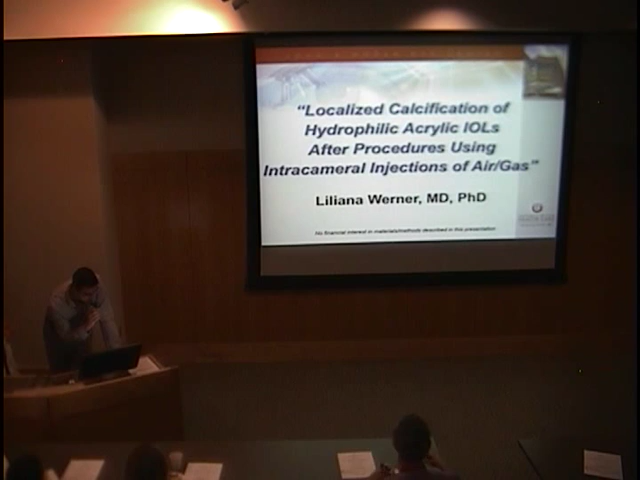 "Localized Calcification of
Hydrophilic Acrylic IOLs
After Procedures Using
Intracameral Injections of Air/Gas"
Liliana Werner, MD, PhD
No financial interest in materials/methods described in this presentation